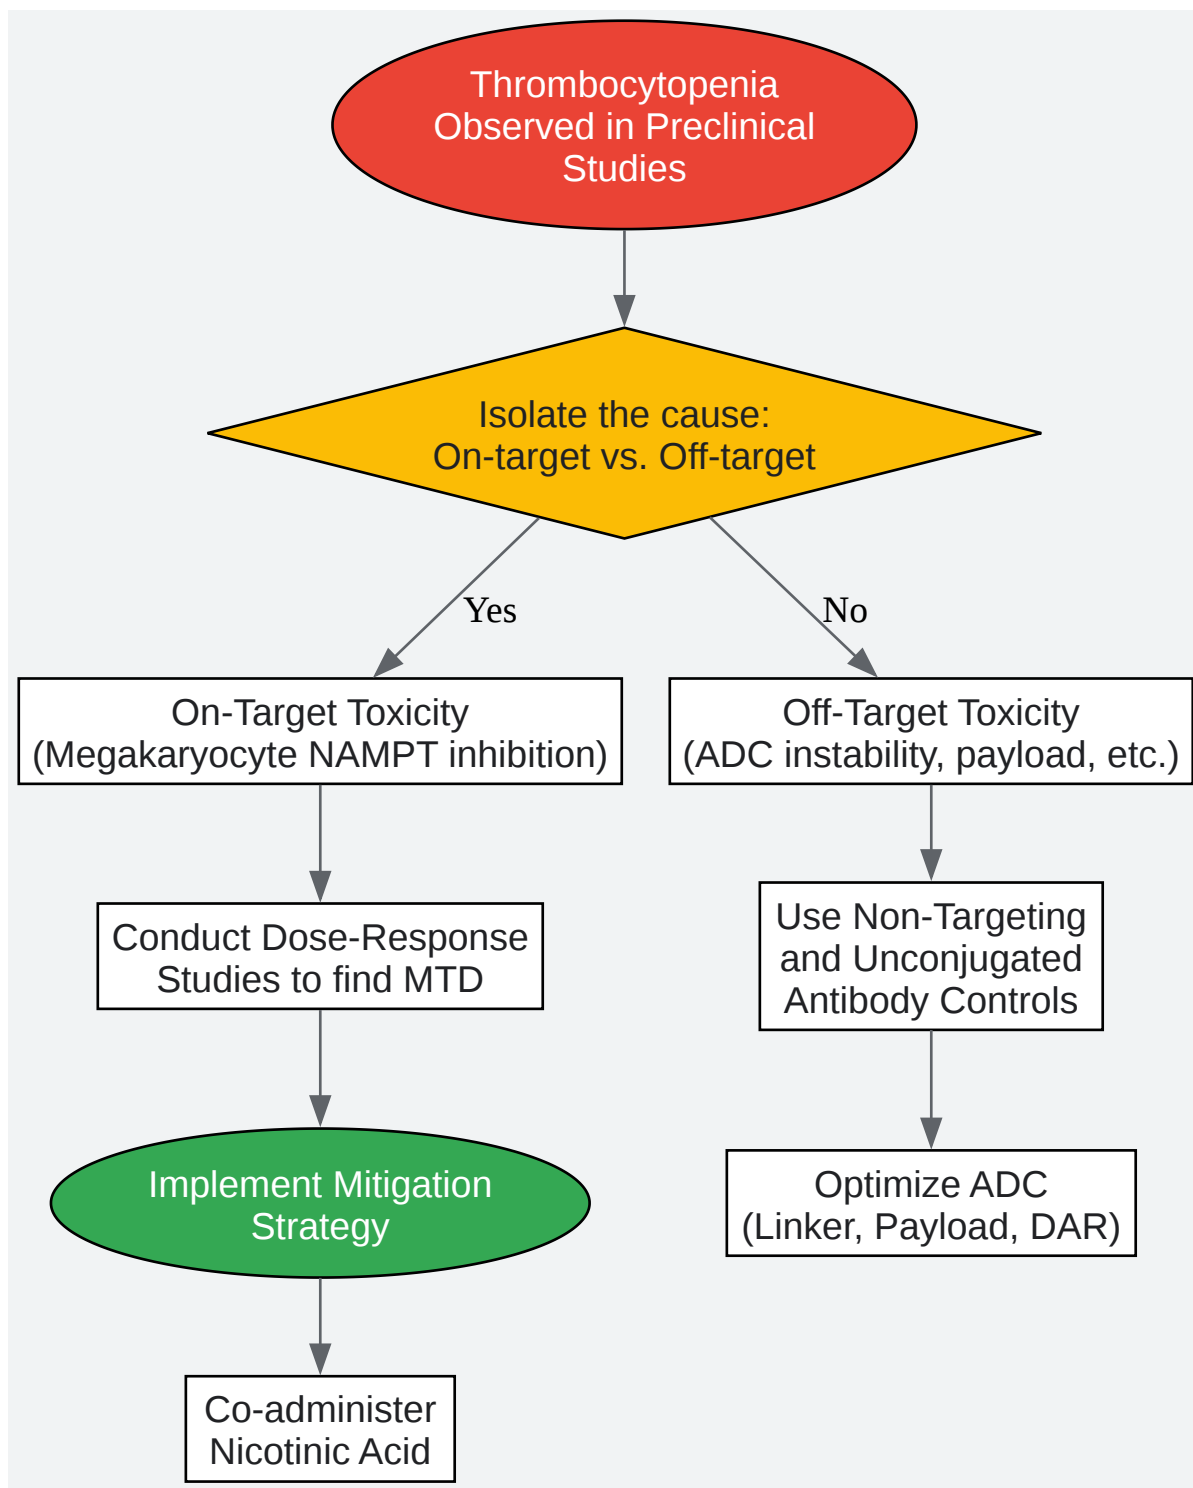 Thrombocytopenia
Observed in Preclinical
Studies
Isolate the cause:
On-target vs. Off-target
Yes
No
On-Target Toxicity
(Megakaryocyte NAMPT inhibition)
Off-Target Toxicity
(ADC instability, payload, etc.)
Conduct Dose-Response
Studies to find MTD
Use Non-Targeting
and Unconjugated
Antibody Controls
Implement Mitigation
Strategy
Optimize ADC
(Linker, Payload, DAR)
Co-administer
Nicotinic Acid